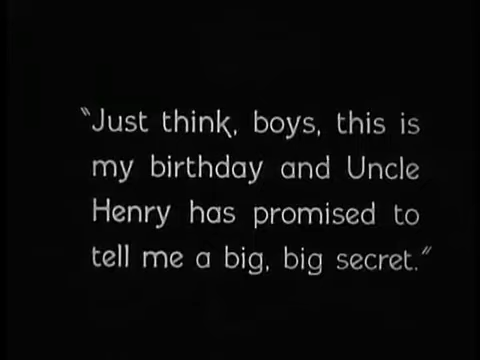 "Just think, boys, this is
my birthday and Uncle
Henry has promised to
tell me a big, big secret."